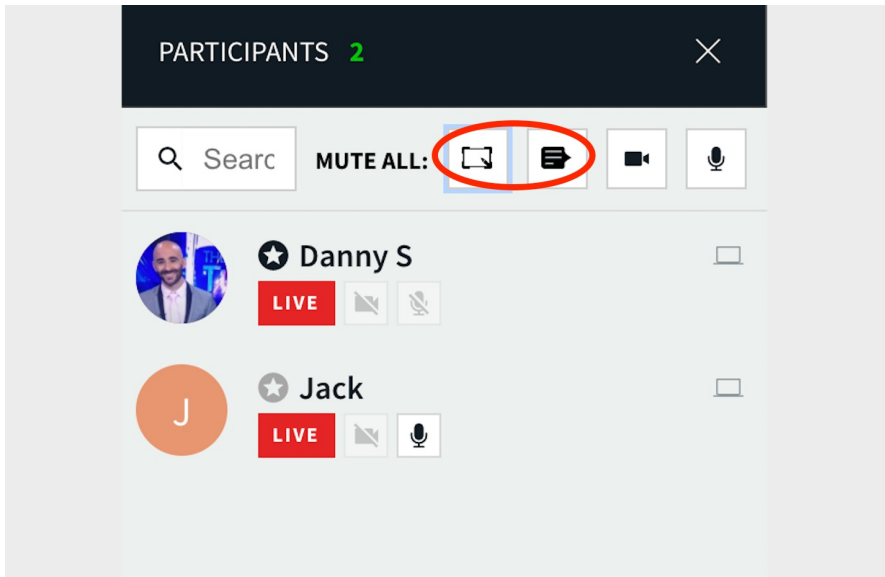 PARTICIPANTS 2
Searc MUTE ALL:
Danny S
LIVE
J
Jack
LIVE